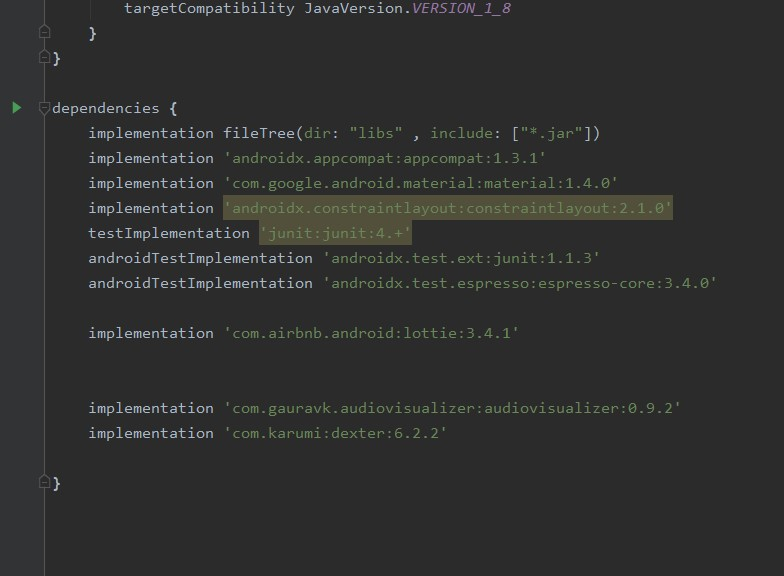 targetCompatibility JavaVersion.VERSION_1_8
}
}
dependencies {
implementation fileTree(dir: "libs" , include: ["*.jar"])
implementation 'androidx.appcompat:appcompat:1.3.1'
implementation 'com.google.android.material:material:1.4.0'
implementation 'androidx.constraintlayout:constraintlayout:2.1.0'
testImplementation 'junit:junit:4.+'
androidTestImplementation 'androidx.test.ext:junit:1.1.3'
androidTestImplementation 'androidx.test.espresso:espresso-core:3.4.0'
implementation 'com.airbnb.android:lottie:3.4.1'
implementation 'com.gauravk.audiovisualizer:audiovisualizer:0.9.2'
implementation 'com.karumi:dexter:6.2.2'
}